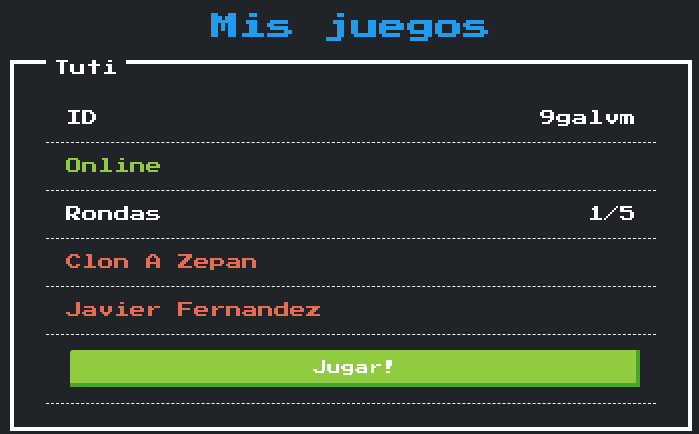 Mis juegos
Tuti
ID 9galvm
Online
Rondas 1/5
Clon A Zepan
Javier Fernandez
Jugar!